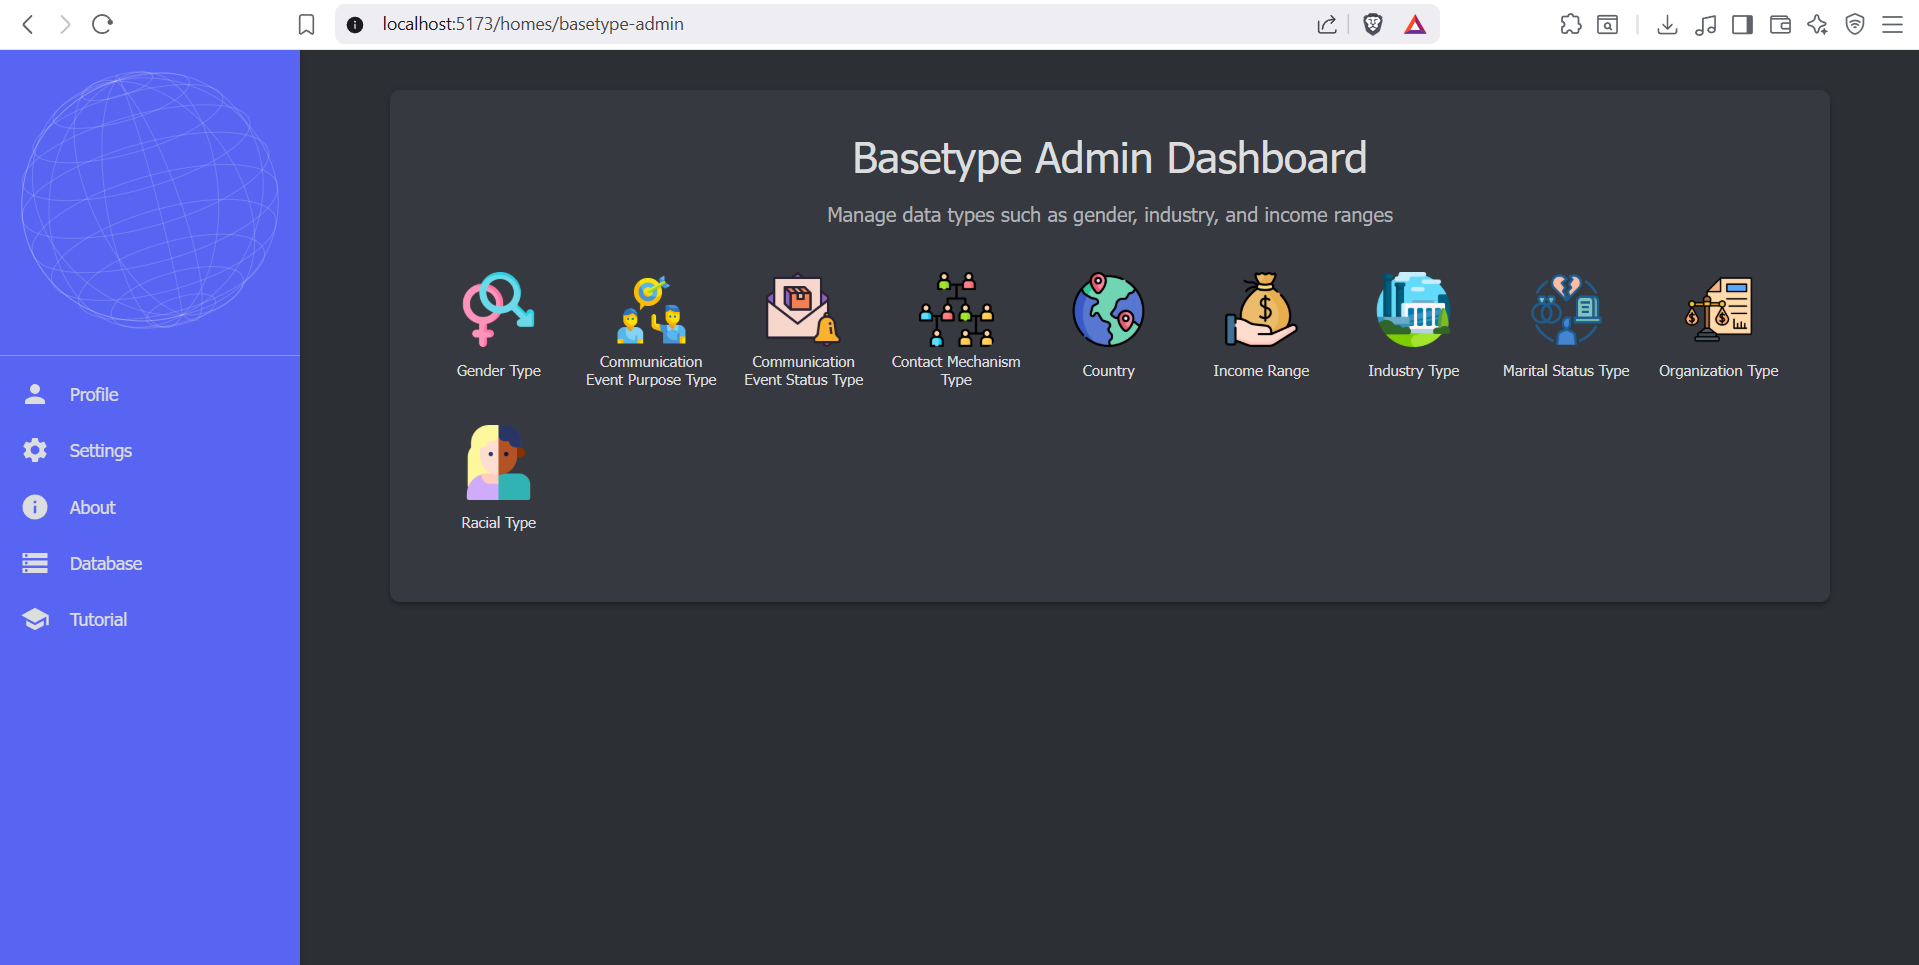 localhost:5173/homes/basetype-admin
Profile
Settings
About
Database
Tutorial
Basetype Admin Dashboard
Manage data types such as gender, industry, and income ranges
Gender Type
Communication
Event Purpose Type
Communication
Event Status Type
Contact Mechanism
Type
Country
Income Range
Industry Type
Marital Status Type
Organization Type
Racial Type